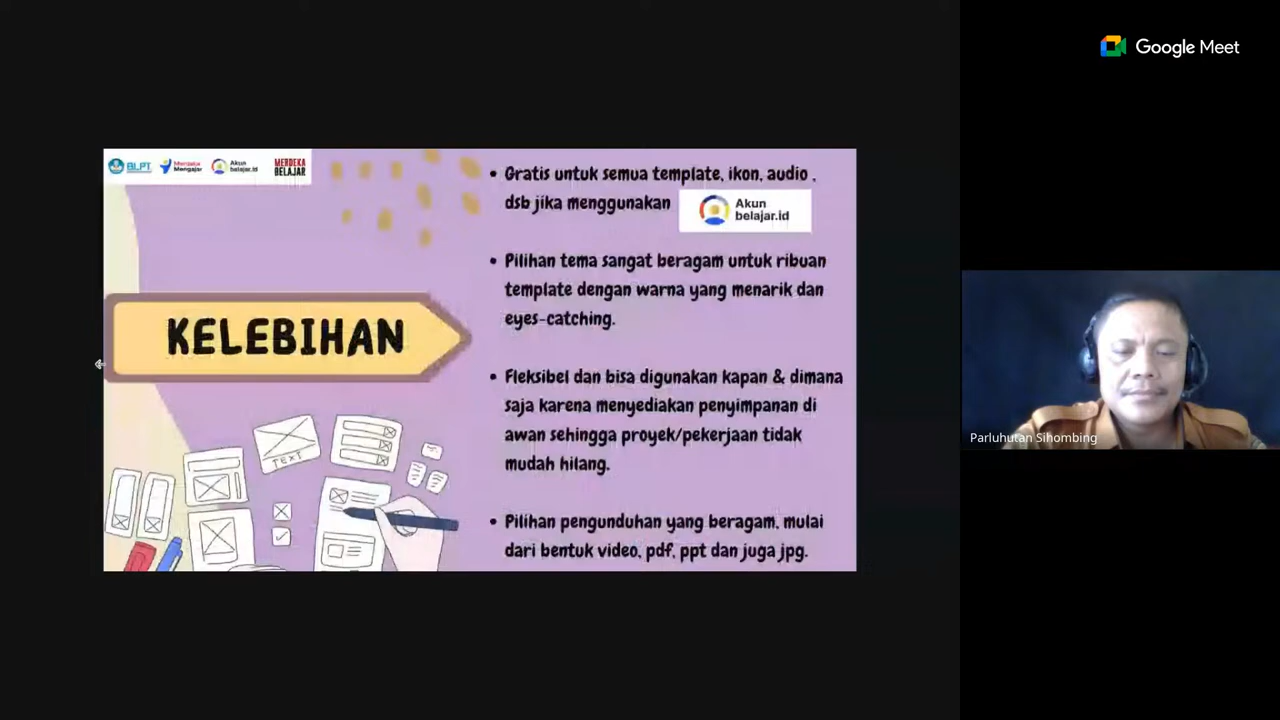 Google Meet
BLPT
Merdeka
Mengajar
Akun
belajar.id
MERDEKA
BELAJAR
KELEBIHAN
TEXT
• Gratis untuk semua template, ikon, audio ,
dsb jika menggunakan
Akun
belajar.id
• Pilihan tema sangat beragam untuk ribuan
template dengan warna yang menarik dan
eyes-catching.
• Fleksibel dan bisa digunakan kapan & dimana
saja karena menyediakan penyimpanan di
awan sehingga proyek/pekerjaan tidak
mudah hilang.
• Pilihan pengunduhan yang beragam, mulai
dari bentuk video, pdf, ppt dan juga jpg.
Parluhutan Sihombing